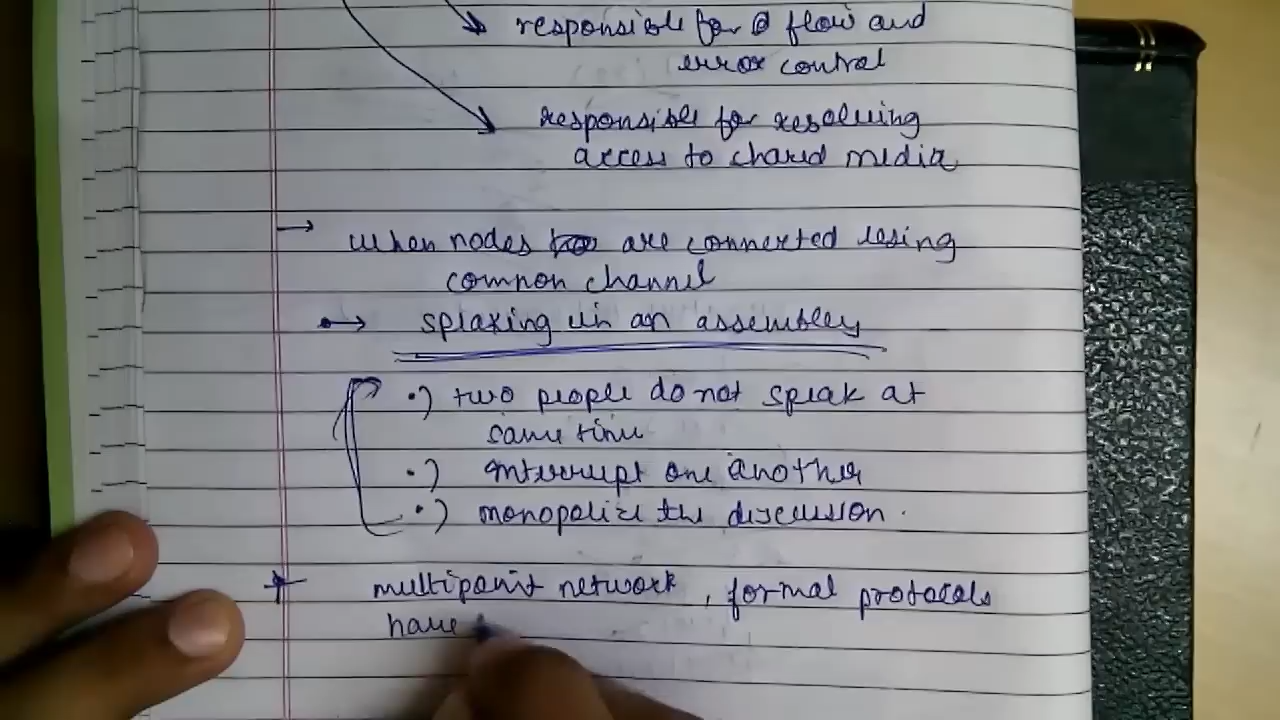 responsible for flow and
error control
responsible for resolving
access to shared media
when nodes are connected using
common channel
speaking in an assembley
•) two people do not speak at
same time
•) interrupt one another
•) monopolize the discussion.
multipoint network, formal protocols
have